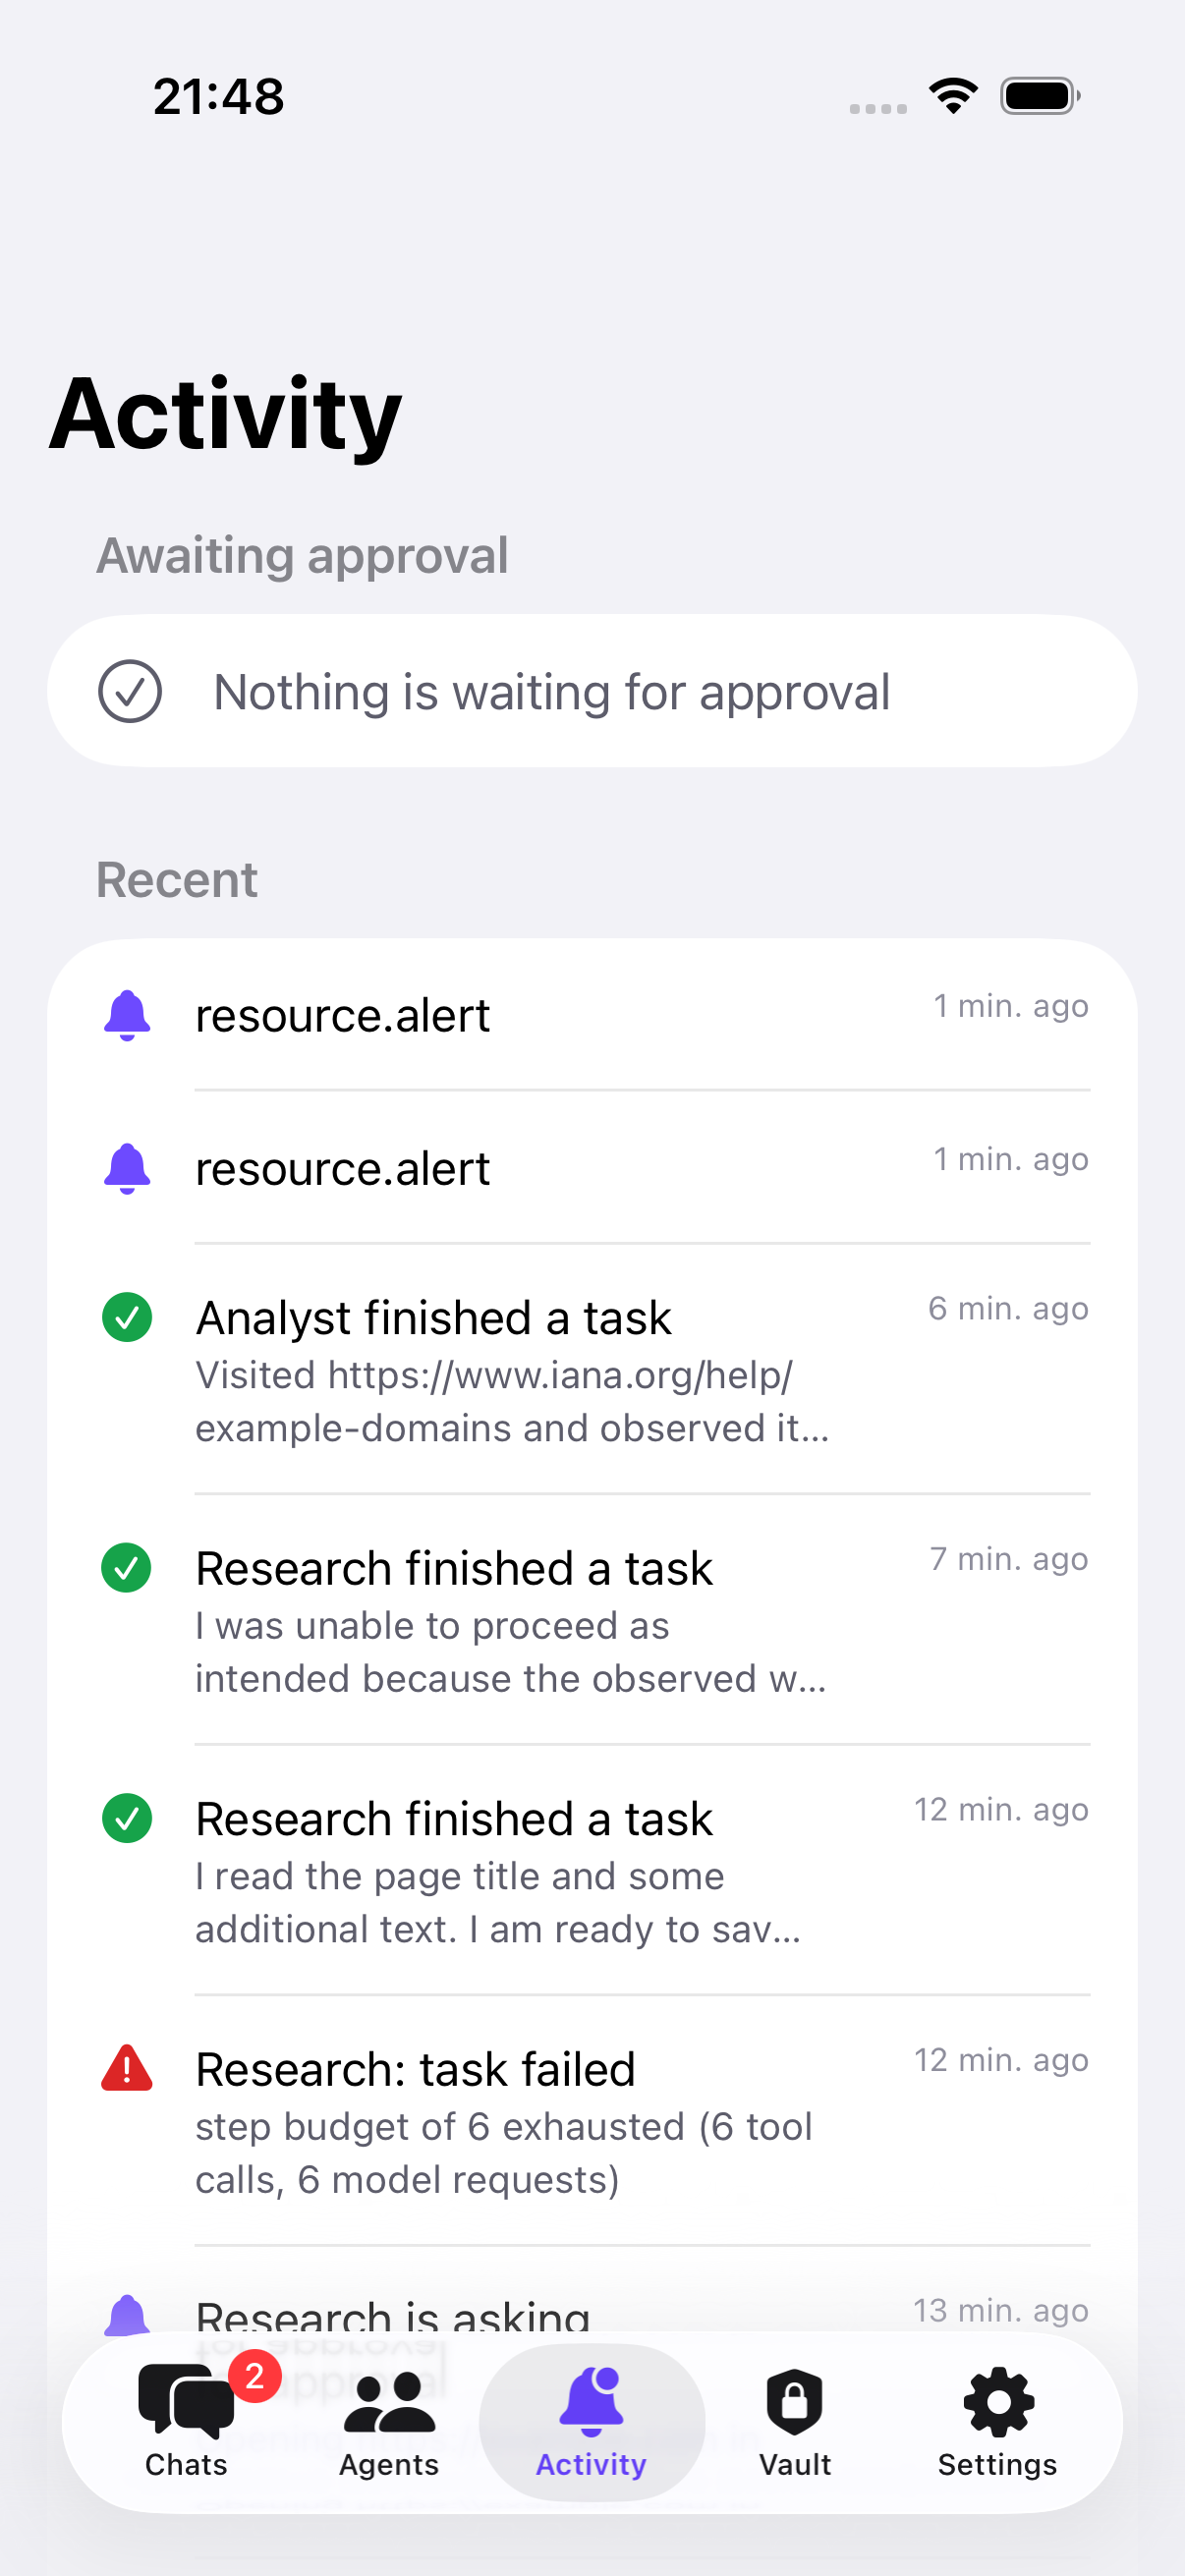 21:48
Activity
Awaiting approval
Nothing is waiting for approval
Recent
resource.alert
1 min. ago
resource.alert
1 min. ago
Analyst finished a task
6 min. ago
Visited https://www.iana.org/help/
example-domains and observed it...
Research finished a task
7 min. ago
I was unable to proceed as
intended because the observed w...
Research finished a task
12 min. ago
I read the page title and some
additional text. I am ready to sav...
Research: task failed
12 min. ago
step budget of 6 exhausted (6 tool
calls, 6 model requests)
Research is asking
13 min. ago
for approval
2
Chats
Agents
Activity
Vault
Settings